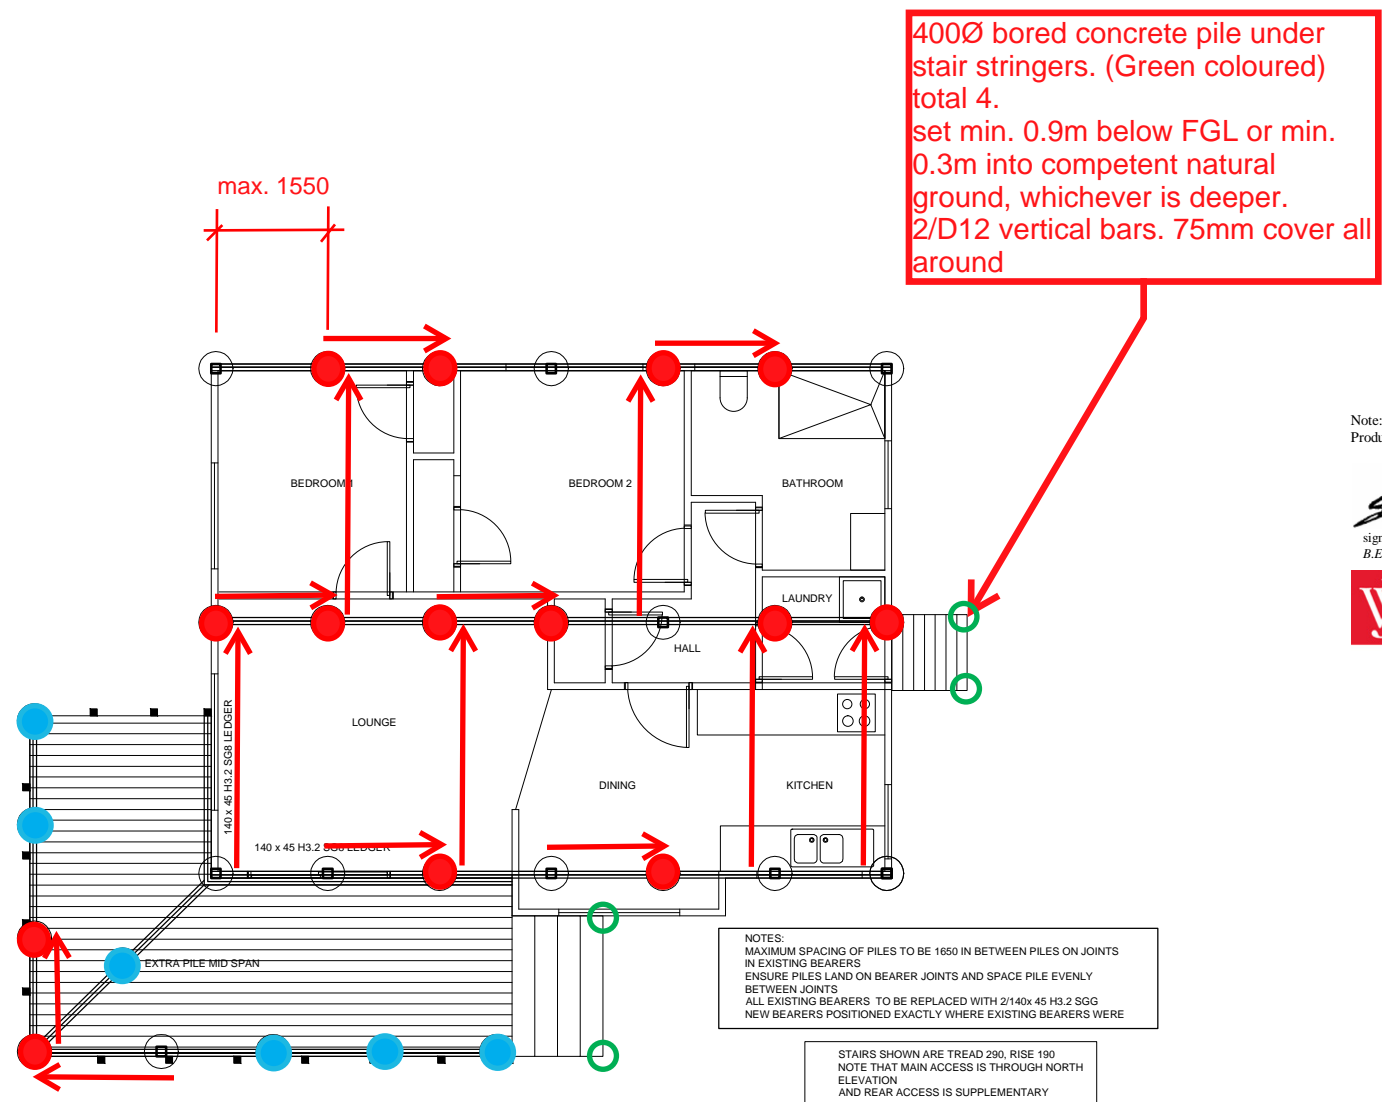 400Ø bored concrete pile under
stair stringers. (Green coloured)
total 4.
set min. 0.9m below FGL or min.
0.3m into competent natural
ground, whichever is deeper.
2/D12 vertical bars. 75mm cover all
around
max. 1550
Note:
Produ
sign
B.E
BEDROOM 1
BEDROOM 2
BATHROOM
LAUNDRY
HALL
LOUNGE
140 x 45 H3.2 SG8 LEDGER
DINING
KITCHEN
140 x 45 H3.2 SG8 LEDGER
EXTRA PILE MID SPAN
NOTES:
MAXIMUM SPACING OF PILES TO BE 1650 IN BETWEEN PILES ON JOINTS
IN EXISTING BEARERS
ENSURE PILES LAND ON BEARER JOINTS AND SPACE PILE EVENLY
BETWEEN JOINTS
ALL EXISTING BEARERS TO BE REPLACED WITH 2/140x 45 H3.2 SGG
NEW BEARERS POSITIONED EXACTLY WHERE EXISTING BEARERS WERE
STAIRS SHOWN ARE TREAD 290, RISE 190
NOTE THAT MAIN ACCESS IS THROUGH NORTH
ELEVATION
AND REAR ACCESS IS SUPPLEMENTARY